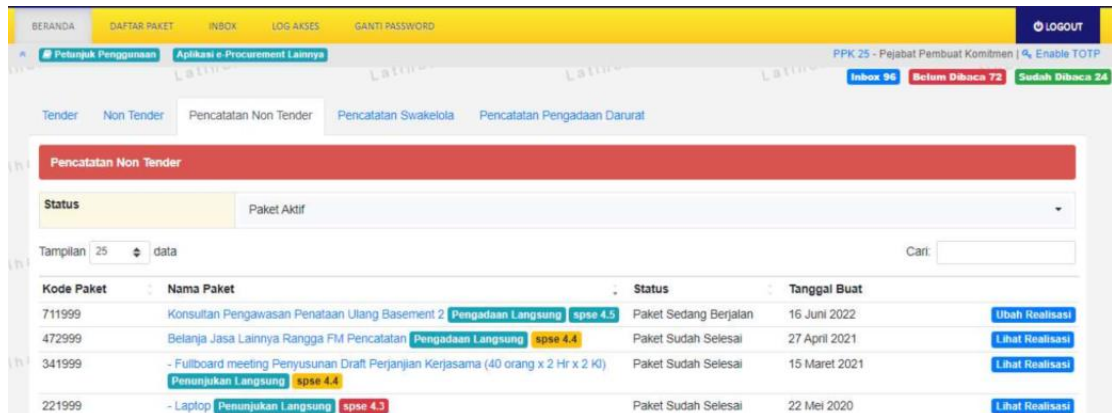 BERANDA DAFTAR PAKET INBOX LOG AKSES GANTI PASSWORD LOGOUT
Petunjuk Penggunaan Aplikasi e-Procurement Lainnya PPK 25 - Pejabat Pembuat Komitmen | Enable TOTP
Inbox 96 Belum Dibaca 72 Sudah Dibaca 24
Tender Non Tender Pencatatan Non Tender Pencatatan Swakelola Pencatatan Pengadaan Darurat
Pencatatan Non Tender
Status Paket Aktif
Tampilan 25 data Cari:
Kode Paket Nama Paket Status Tanggal Buat
711999 Konsultan Pengawasan Penataan Ulang Basement 2 Pengadaan Langsung spse 4.5 Paket Sedang Berjalan 16 Juni 2022 Ubah Realisasi
472999 Belanja Jasa Lainnya Rangga FM Pencatatan Pengadaan Langsung spse 4.4 Paket Sudah Selesai 27 April 2021 Lihat Realisasi
341999 - Fullboard meeting Penyusunan Draft Perjanjian Kerjasama (40 orang x 2 Hr x 2 Kl) Paket Sudah Selesai 15 Maret 2021 Lihat Realisasi
Penunjukan Langsung spse 4.4
221999 - Laptop Penunjukan Langsung spse 4.3 Paket Sudah Selesai 22 Mei 2020 Lihat Realisasi